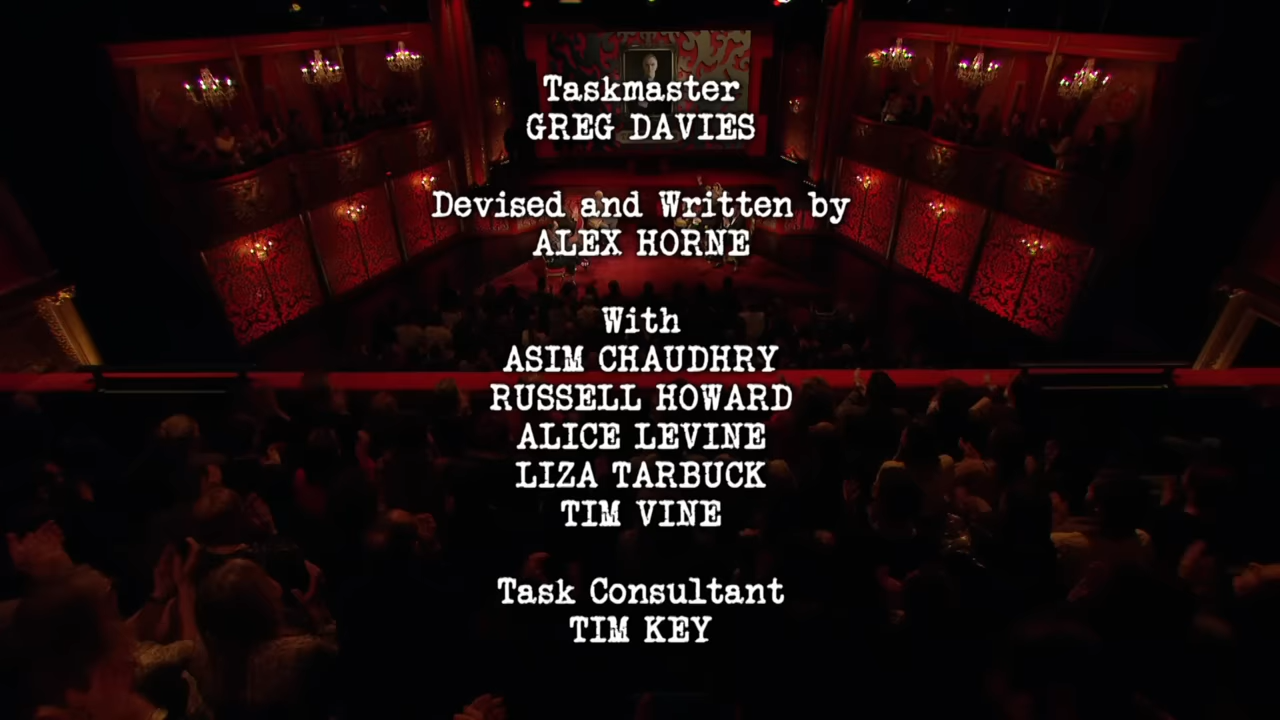 Taskmaster
GREG DAVIES
Devised and Written by
ALEX HORNE
With
ASIM CHAUDHRY
RUSSELL HOWARD
ALICE LEVINE
LIZA TARBUCK
TIM VINE
Task Consultant
TIM KEY